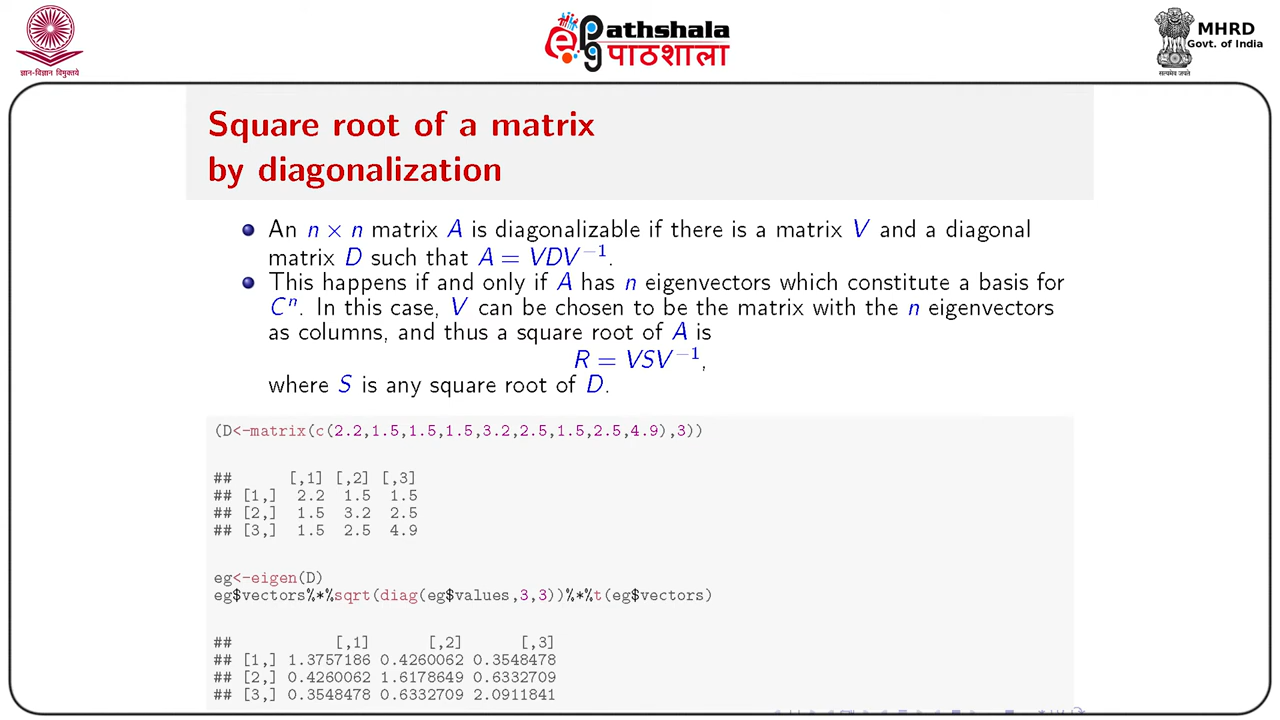 ज्ञान-विज्ञान विमुक्तये
ePathshala
पाठशाला
MHRD
Govt. of India
सत्यमेव जयते
Square root of a matrix
by diagonalization
An n × n matrix A is diagonalizable if there is a matrix V and a diagonal
matrix D such that A = VDV⁻¹.
This happens if and only if A has n eigenvectors which constitute a basis for
Cⁿ. In this case, V can be chosen to be the matrix with the n eigenvectors
as columns, and thus a square root of A is
R = VSV⁻¹,
where S is any square root of D.
(D<-matrix(c(2.2,1.5,1.5,1.5,3.2,2.5,1.5,2.5,4.9),3))
## [,1] [,2] [,3]
## [1,] 2.2 1.5 1.5
## [2,] 1.5 3.2 2.5
## [3,] 1.5 2.5 4.9
eg<-eigen(D)
eg$vectors%*%sqrt(diag(eg$values,3,3))%*%t(eg$vectors)
## [,1] [,2] [,3]
## [1,] 1.3757186 0.4260062 0.3548478
## [2,] 0.4260062 1.6178649 0.6332709
## [3,] 0.3548478 0.6332709 2.0911841